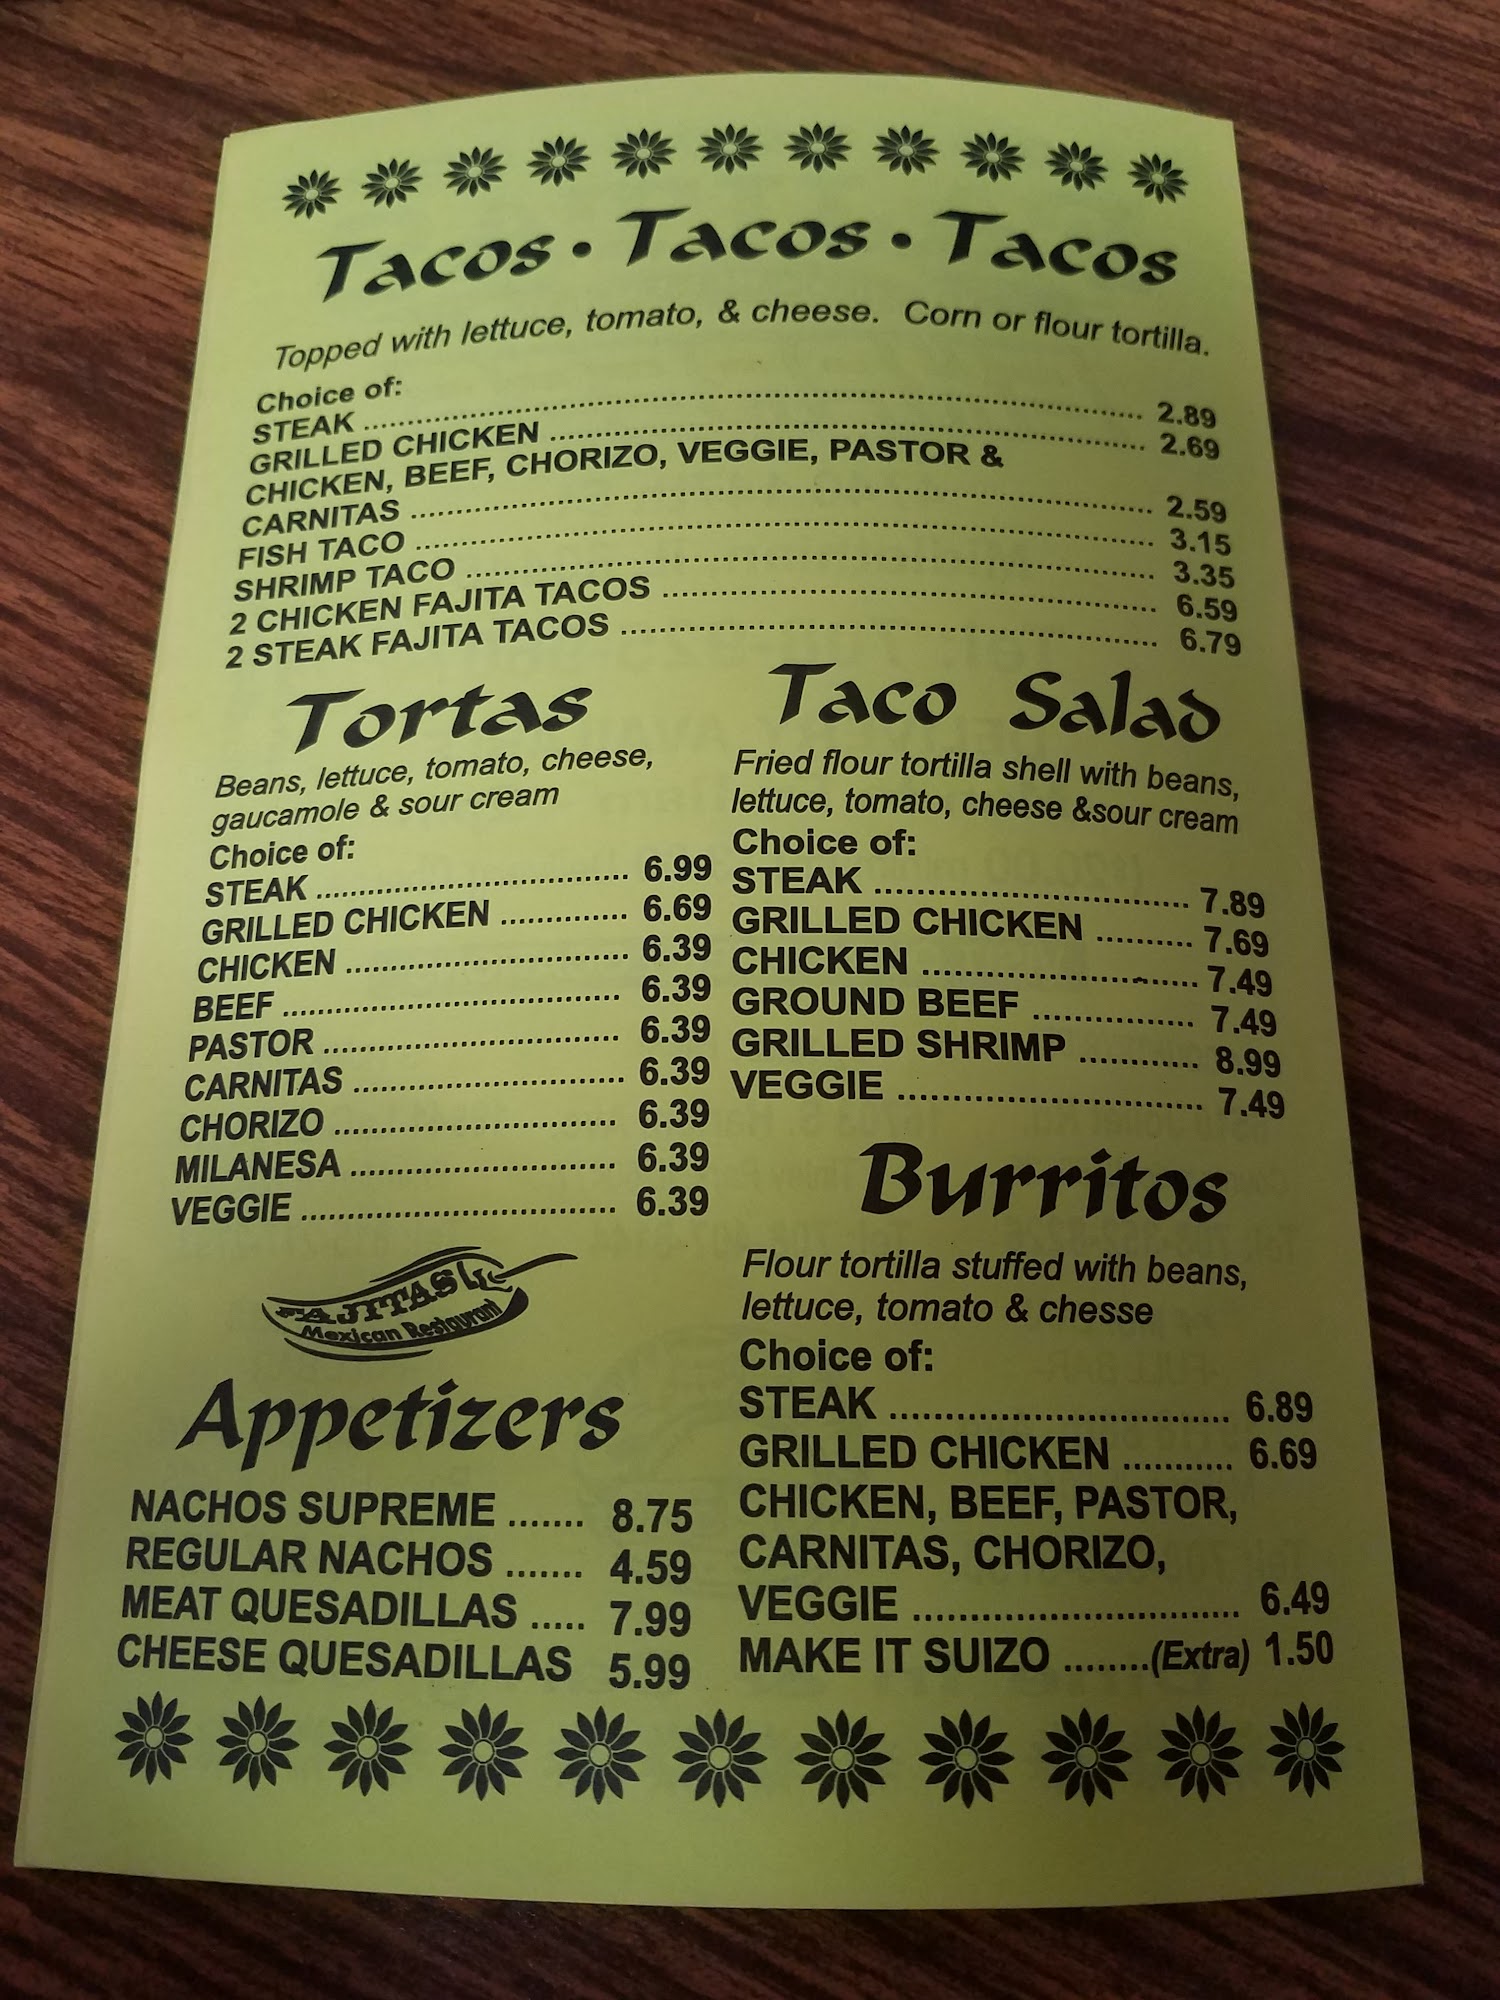 Tacos • Tacos • Tacos
Topped with lettuce, tomato, & cheese. Corn or flour tortilla.
Choice of:
STEAK ........ 2.89
GRILLED CHICKEN ........ 2.69
CHICKEN, BEEF, CHORIZO, VEGGIE, PASTOR &
CARNITAS ........ 2.59
FISH TACO ........ 3.15
SHRIMP TACO ........ 3.35
2 CHICKEN FAJITA TACOS ........ 6.59
2 STEAK FAJITA TACOS ........ 6.79
Tortas
Beans, lettuce, tomato, cheese,
gaucamole & sour cream
Choice of:
STEAK ........ 6.99
GRILLED CHICKEN ........ 6.69
CHICKEN ........ 6.39
BEEF ........ 6.39
PASTOR ........ 6.39
CARNITAS ........ 6.39
CHORIZO ........ 6.39
MILANESA ........ 6.39
VEGGIE ........ 6.39
FAJITAS
Mexican Restaurant
Appetizers
NACHOS SUPREME ....... 8.75
REGULAR NACHOS ....... 4.59
MEAT QUESADILLAS ..... 7.99
CHEESE QUESADILLAS 5.99
Taco Salad
Fried flour tortilla shell with beans,
lettuce, tomato, cheese &sour cream
Choice of:
STEAK ........ 7.89
GRILLED CHICKEN ........ 7.69
CHICKEN ........ 7.49
GROUND BEEF ........ 7.49
GRILLED SHRIMP ........ 8.99
VEGGIE ........ 7.49
Burritos
Flour tortilla stuffed with beans,
lettuce, tomato & chesse
Choice of:
STEAK ........ 6.89
GRILLED CHICKEN ........ 6.69
CHICKEN, BEEF, PASTOR,
CARNITAS, CHORIZO,
VEGGIE ........ 6.49
MAKE IT SUIZO ........(Extra) 1.50